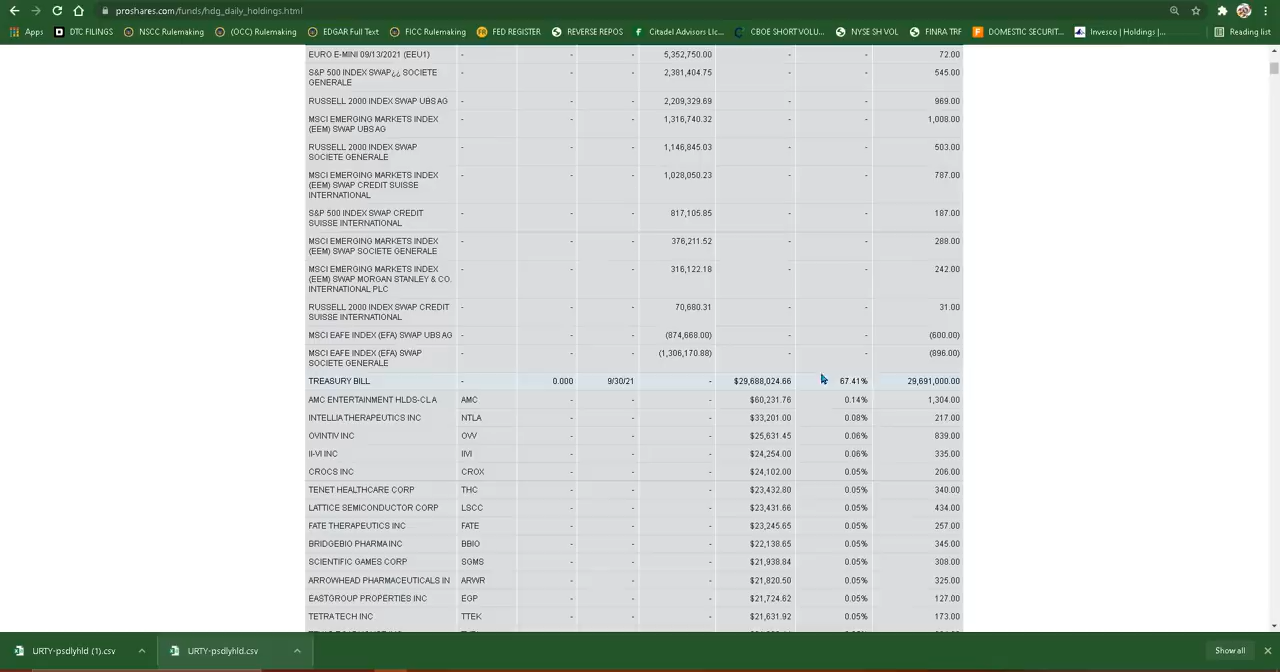 proshares.com/funds/hdg_daily_holdings.html
Apps DTC FILINGS NSCC Rulemaking (OCC) Rulemaking EDGAR Full Text FICC Rulemaking FED REGISTER REVERSE REPOS Citadel Advisors Llc... CBOE SHORT VOLU... NYSE SH VOL FINRA TRF DOMESTIC SECURIT... Invesco | Holdings |... Reading list
EURO E-MINI 09/13/2021 (EEU1) - - - 5,352,750.00 - - 72.00
S&P 500 INDEX SWAP¿¿ SOCIETE - - - 2,381,404.75 - - 545.00
GENERALE
RUSSELL 2000 INDEX SWAP UBS AG - - - 2,209,329.69 - - 969.00
MSCI EMERGING MARKETS INDEX - - - 1,316,740.32 - - 1,008.00
(EEM) SWAP UBS AG
RUSSELL 2000 INDEX SWAP - - - 1,146,845.03 - - 503.00
SOCIETE GENERALE
MSCI EMERGING MARKETS INDEX - - - 1,028,050.23 - - 787.00
(EEM) SWAP CREDIT SUISSE
INTERNATIONAL
S&P 500 INDEX SWAP CREDIT - - - 817,105.85 - - 187.00
SUISSE INTERNATIONAL
MSCI EMERGING MARKETS INDEX - - - 376,211.52 - - 288.00
(EEM) SWAP SOCIETE GENERALE
MSCI EMERGING MARKETS INDEX - - - 316,122.18 - - 242.00
(EEM) SWAP MORGAN STANLEY & CO.
INTERNATIONAL PLC
RUSSELL 2000 INDEX SWAP CREDIT - - - 70,680.31 - - 31.00
SUISSE INTERNATIONAL
MSCI EAFE INDEX (EFA) SWAP UBS AG - - - (874,668.00) - - (600.00)
MSCI EAFE INDEX (EFA) SWAP - - - (1,306,170.88) - - (896.00)
SOCIETE GENERALE
TREASURY BILL - 0.000 9/30/21 - $29,688,024.66 67.41% 29,691,000.00
AMC ENTERTAINMENT HLDS-CL A AMC - - - $60,231.76 0.14% 1,304.00
INTELLIA THERAPEUTICS INC NTLA - - - $33,201.00 0.08% 217.00
OVINTIV INC OVV - - - $25,631.45 0.06% 839.00
II-VI INC IIVI - - - $24,254.00 0.06% 335.00
CROCS INC CROX - - - $24,102.00 0.05% 206.00
TENET HEALTHCARE CORP THC - - - $23,432.80 0.05% 340.00
LATTICE SEMICONDUCTOR CORP LSCC - - - $23,431.66 0.05% 434.00
FATE THERAPEUTICS INC FATE - - - $23,245.65 0.05% 257.00
BRIDGEBIO PHARMA INC BBIO - - - $22,138.65 0.05% 345.00
SCIENTIFIC GAMES CORP SGMS - - - $21,938.84 0.05% 308.00
ARROWHEAD PHARMACEUTICALS IN ARWR - - - $21,820.50 0.05% 325.00
EASTGROUP PROPERTIES INC EGP - - - $21,724.62 0.05% 127.00
TETRA TECH INC TTEK - - - $21,631.92 0.05% 173.00
URTY-psdlyhld (1).csv URTY-psdlyhld.csv Show all